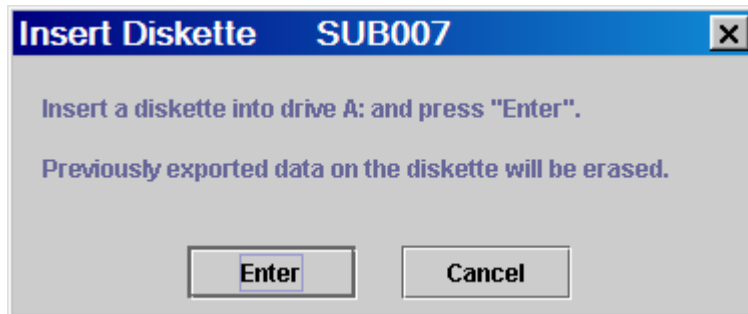 Insert Diskette SUB007
Insert a diskette into drive A: and press "Enter".
Previously exported data on the diskette will be erased.
Enter Cancel